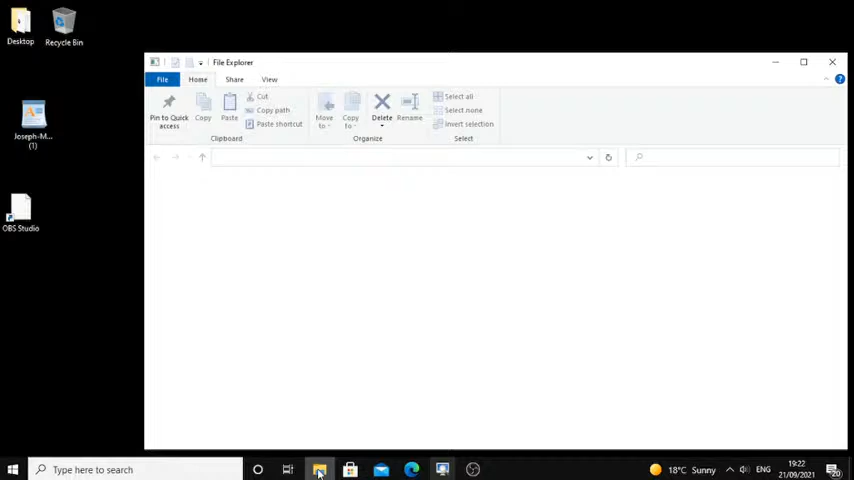 Desktop
Recycle Bin
Joseph-M...
(1)
OBS Studio
File Explorer
File
Home
Share
View
Pin to Quick
access
Copy
Paste
Cut
Copy path
Paste shortcut
Clipboard
Move
to
Copy
to
Delete
Rename
Organize
Select all
Select none
Invert selection
Select
Type here to search
18°C Sunny
ENG
19:22
21/09/2021
20